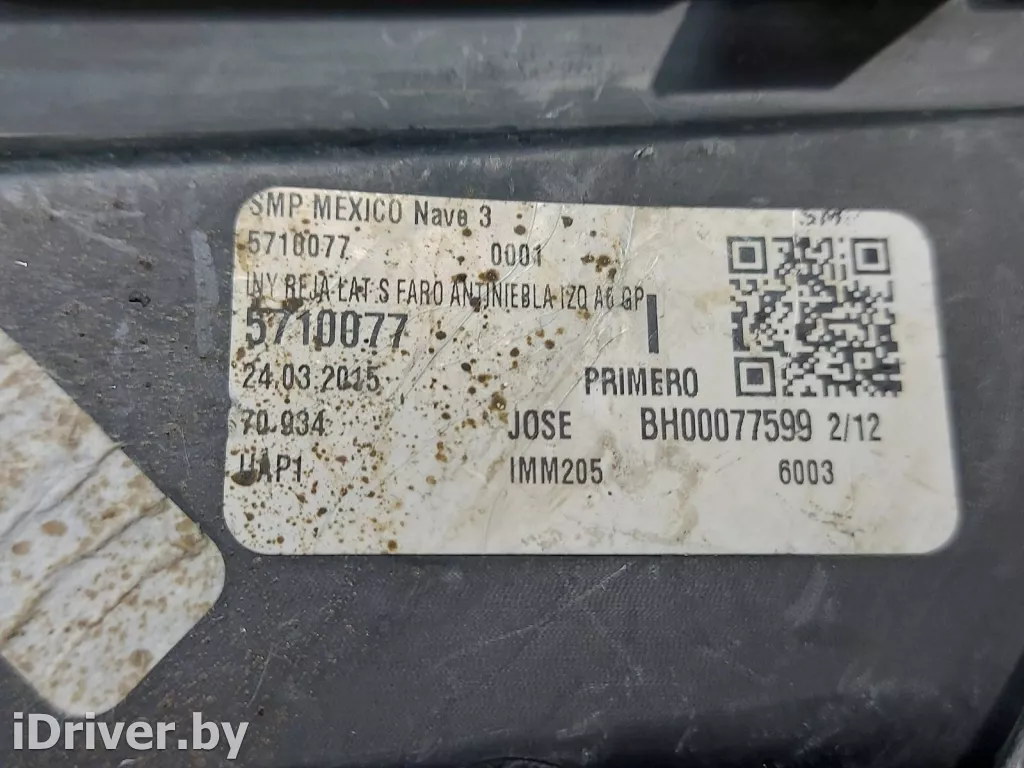 SMP MEXICO Nave 3
5710077 0001
INY REJA LAT S FARO ANTINIEBLA IZQ A6 GP
5710077 I
24.03.2015 PRIMERO
70.934 JOSE BH00077599 2/12
UAP1 IMM205 6003
iDriver.by